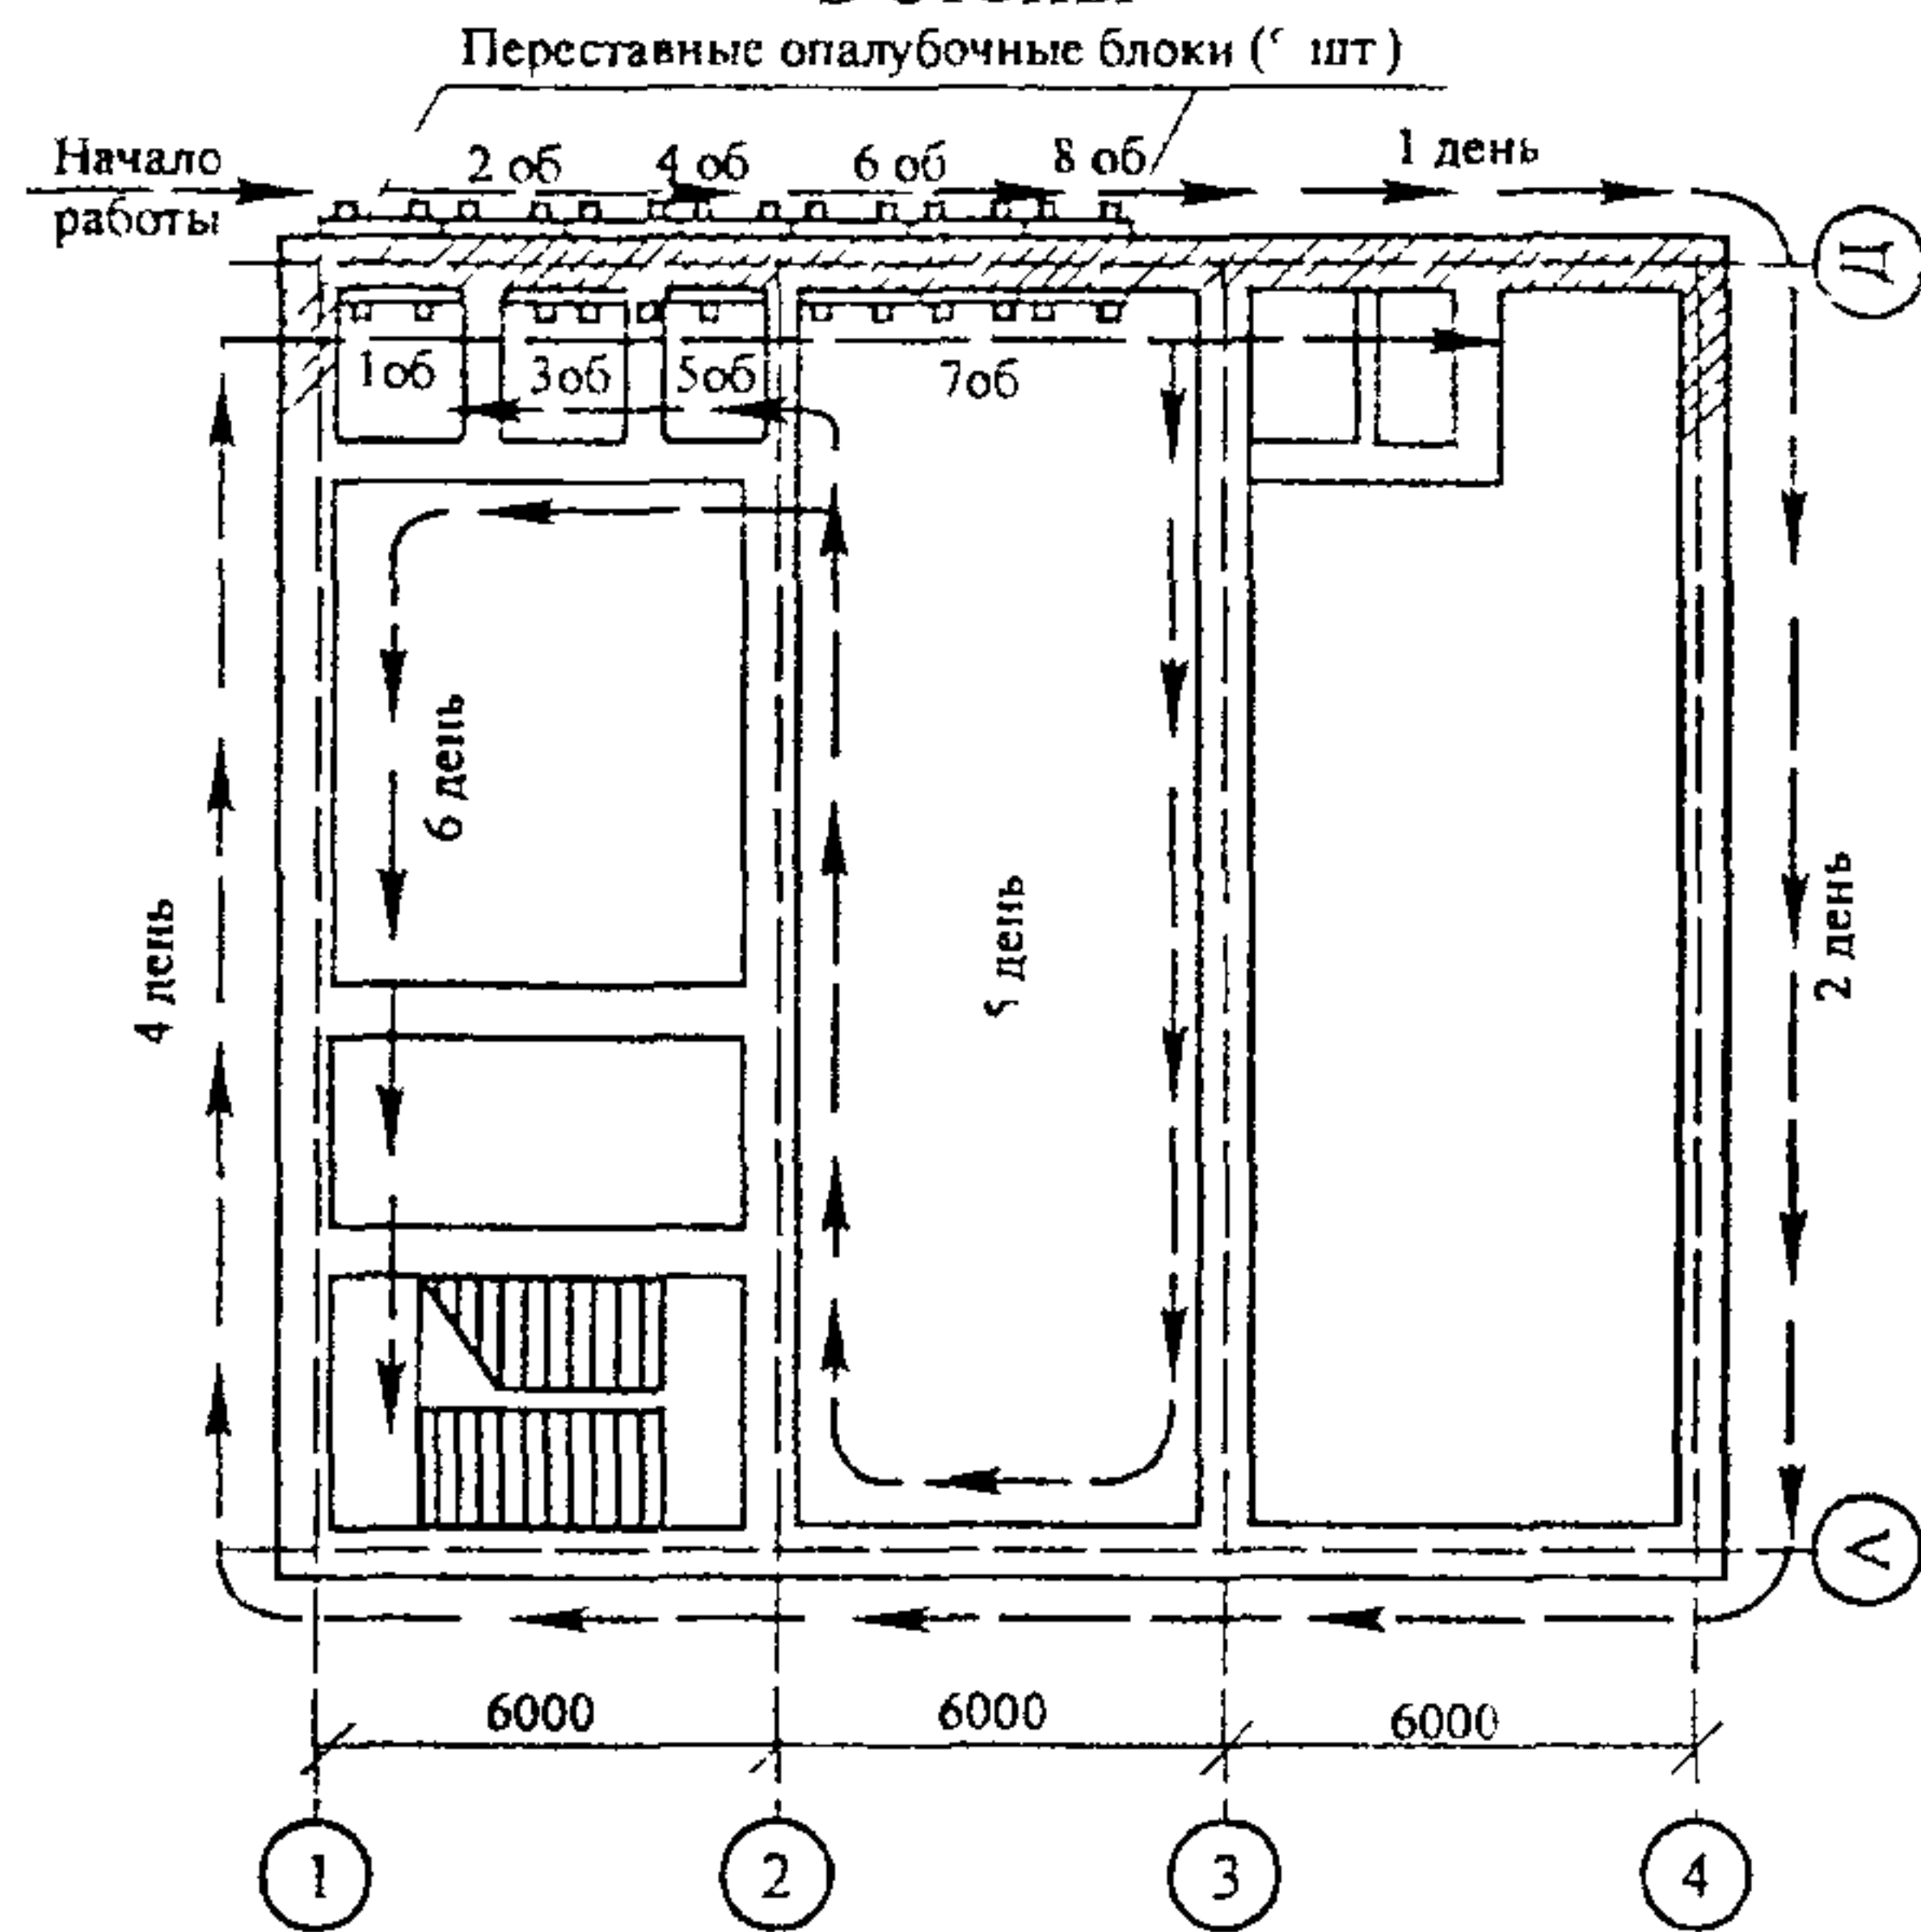 Переставные опалубочные блоки ( шт )
Начало
работы
2 об
4 об
6 об
8 об
1 день
Д
1об
3об
5об
7об
6 день
5 день
4 день
2 день
А
6000
6000
6000
1
2
3
4